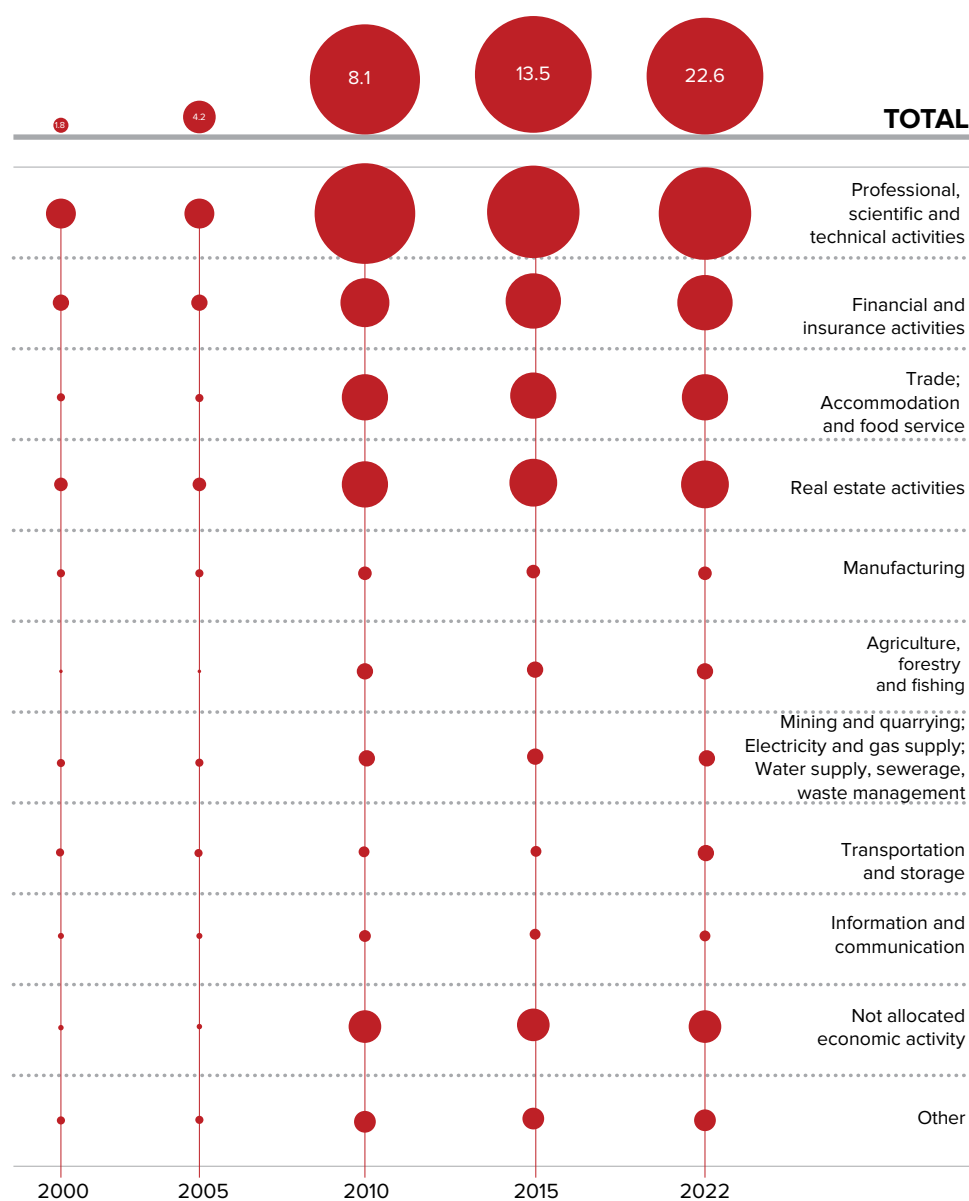 8.1
13.5
22.6
1.8
4.2
TOTAL
Professional,
scientific and
technical activities
Financial and
insurance activities
Trade;
Accommodation
and food service
Real estate activities
Manufacturing
Agriculture,
forestry
and fishing
Mining and quarrying;
Electricity and gas supply;
Water supply, sewerage,
waste management
Transportation
and storage
Information and
communication
Not allocated
economic activity
Other
2000 2005 2010 2015 2022